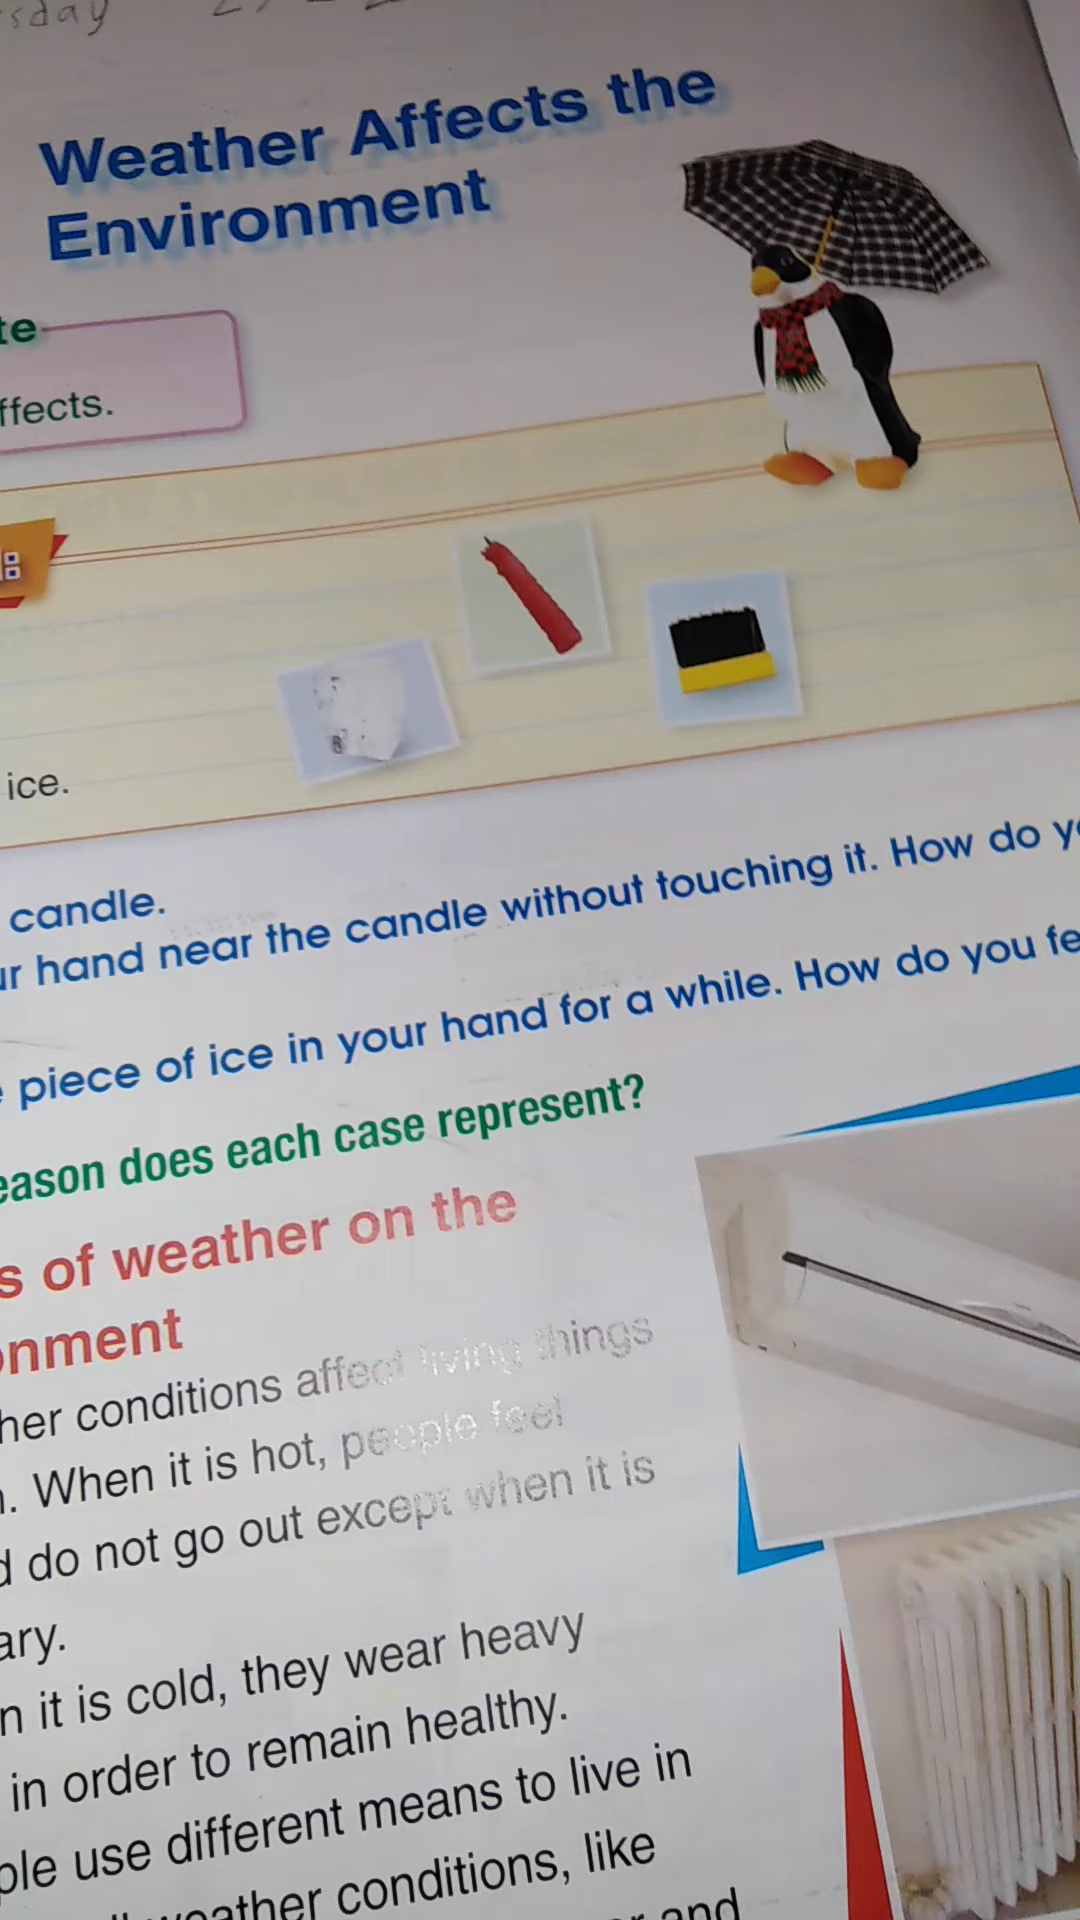 sday
Weather Affects the
Environment
te
ffects.
ice.
candle.
ur hand near the candle without touching it. How do yo
piece of ice in your hand for a while. How do you fe
eason does each case represent?
s of weather on the
onment
her conditions affect living things
. When it is hot, people feel
d do not go out except when it is
ary.
n it is cold, they wear heavy
in order to remain healthy.
ple use different means to live in
weather conditions, like
and